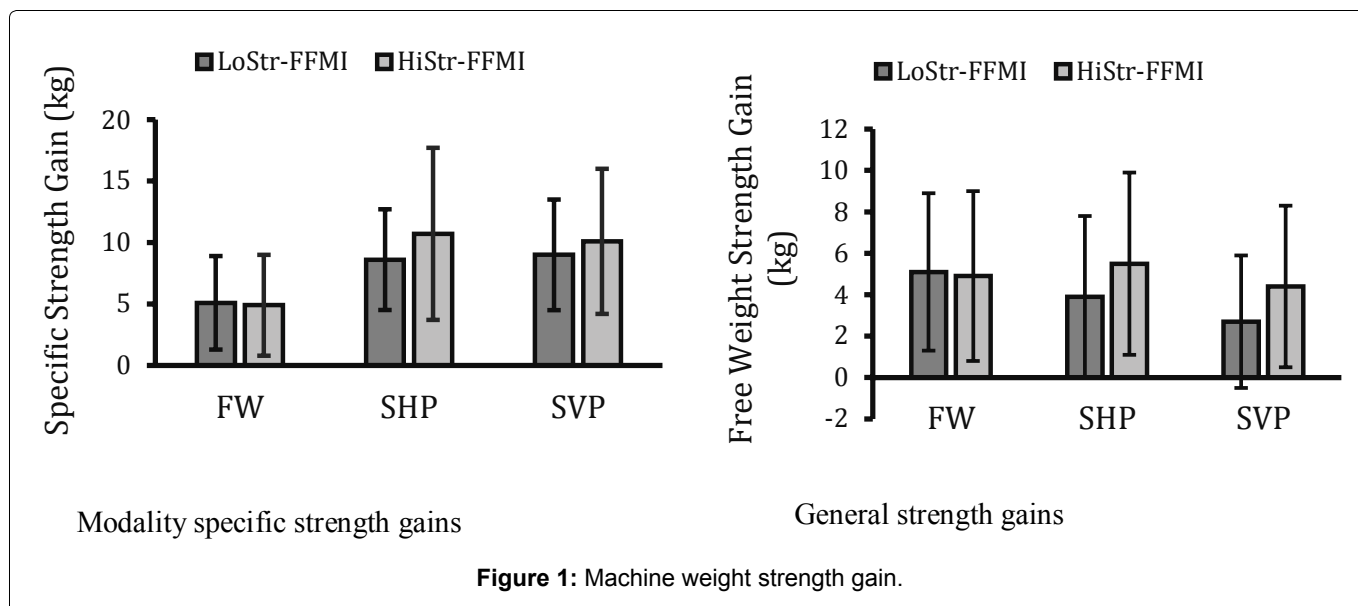 LoStr-FFMI HiStr-FFMI
Specific Strength Gain (kg)
20
15
10
5
0
FW SHP SVP
Modality specific strength gains
LoStr-FFMI HiStr-FFMI
Free Weight Strength Gain
(kg)
12
10
8
6
4
2
0
-2
FW SHP SVP
General strength gains
Figure 1: Machine weight strength gain.